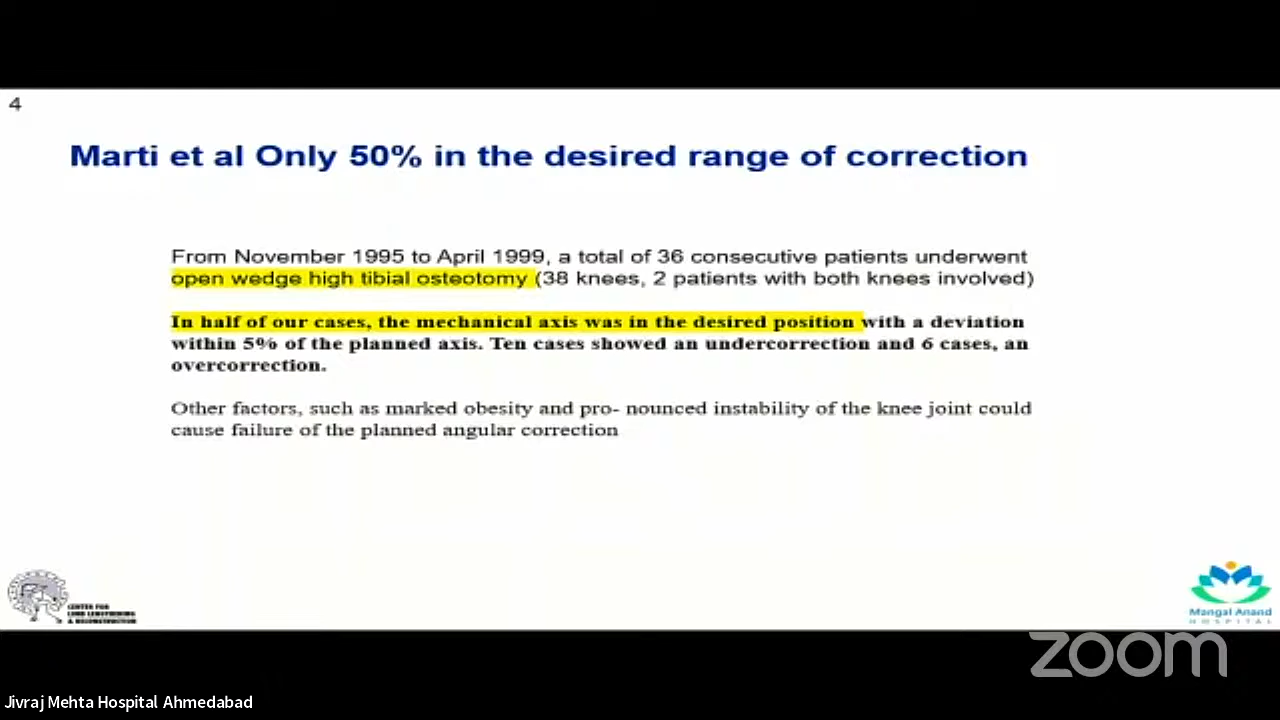 4
Marti et al Only 50% in the desired range of correction
From November 1995 to April 1999, a total of 36 consecutive patients underwent
open wedge high tibial osteotomy (38 knees, 2 patients with both knees involved)
In half of our cases, the mechanical axis was in the desired position with a deviation
within 5% of the planned axis. Ten cases showed an undercorrection and 6 cases, an
overcorrection.
Other factors, such as marked obesity and pro- nounced instability of the knee joint could
cause failure of the planned angular correction
CENTER FOR
LIMB LENGTHENING
& RECONSTRUCTION
Mangal Anand
HOSPITAL
zoom
Jivraj Mehta Hospital Ahmedabad